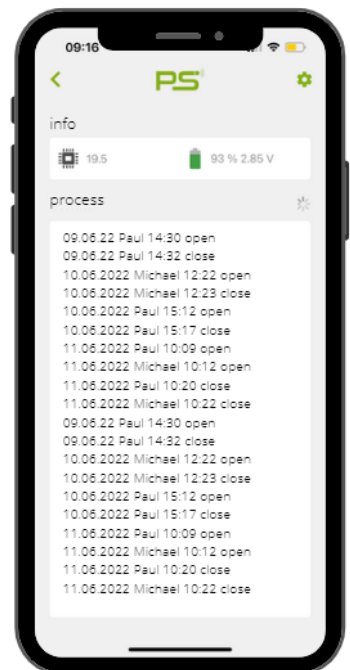 09:16
PS
info
19.5 93 % 2.85 V
process
09.06.22 Paul 14:30 open
09.06.22 Paul 14:32 close
10.06.2022 Michael 12:22 open
10.06.2022 Michael 12:23 close
10.06.2022 Paul 15:12 open
10.06.2022 Paul 15:17 close
11.06.2022 Paul 10:09 open
11.06.2022 Michael 10:12 open
11.06.2022 Paul 10:20 close
11.06.2022 Michael 10:22 close
09.06.22 Paul 14:30 open
09.06.22 Paul 14:32 close
10.06.2022 Michael 12:22 open
10.06.2022 Michael 12:23 close
10.06.2022 Paul 15:12 open
10.06.2022 Paul 15:17 close
11.06.2022 Paul 10:09 open
11.06.2022 Michael 10:12 open
11.06.2022 Paul 10:20 close
11.06.2022 Michael 10:22 close